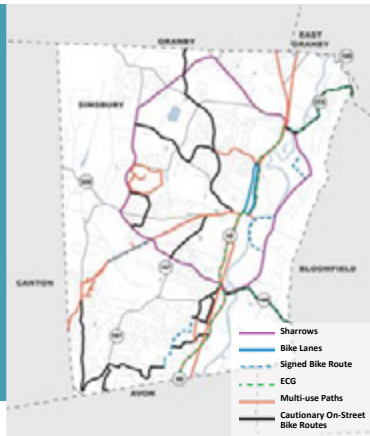 GRANBY
EAST
GRANBY
SIMSBURY
CANTON
BLOOMFIELD
AVON
Sharrows
Bike Lanes
Signed Bike Route
ECG
Multi-use Paths
Cautionary On-Street
Bike Routes